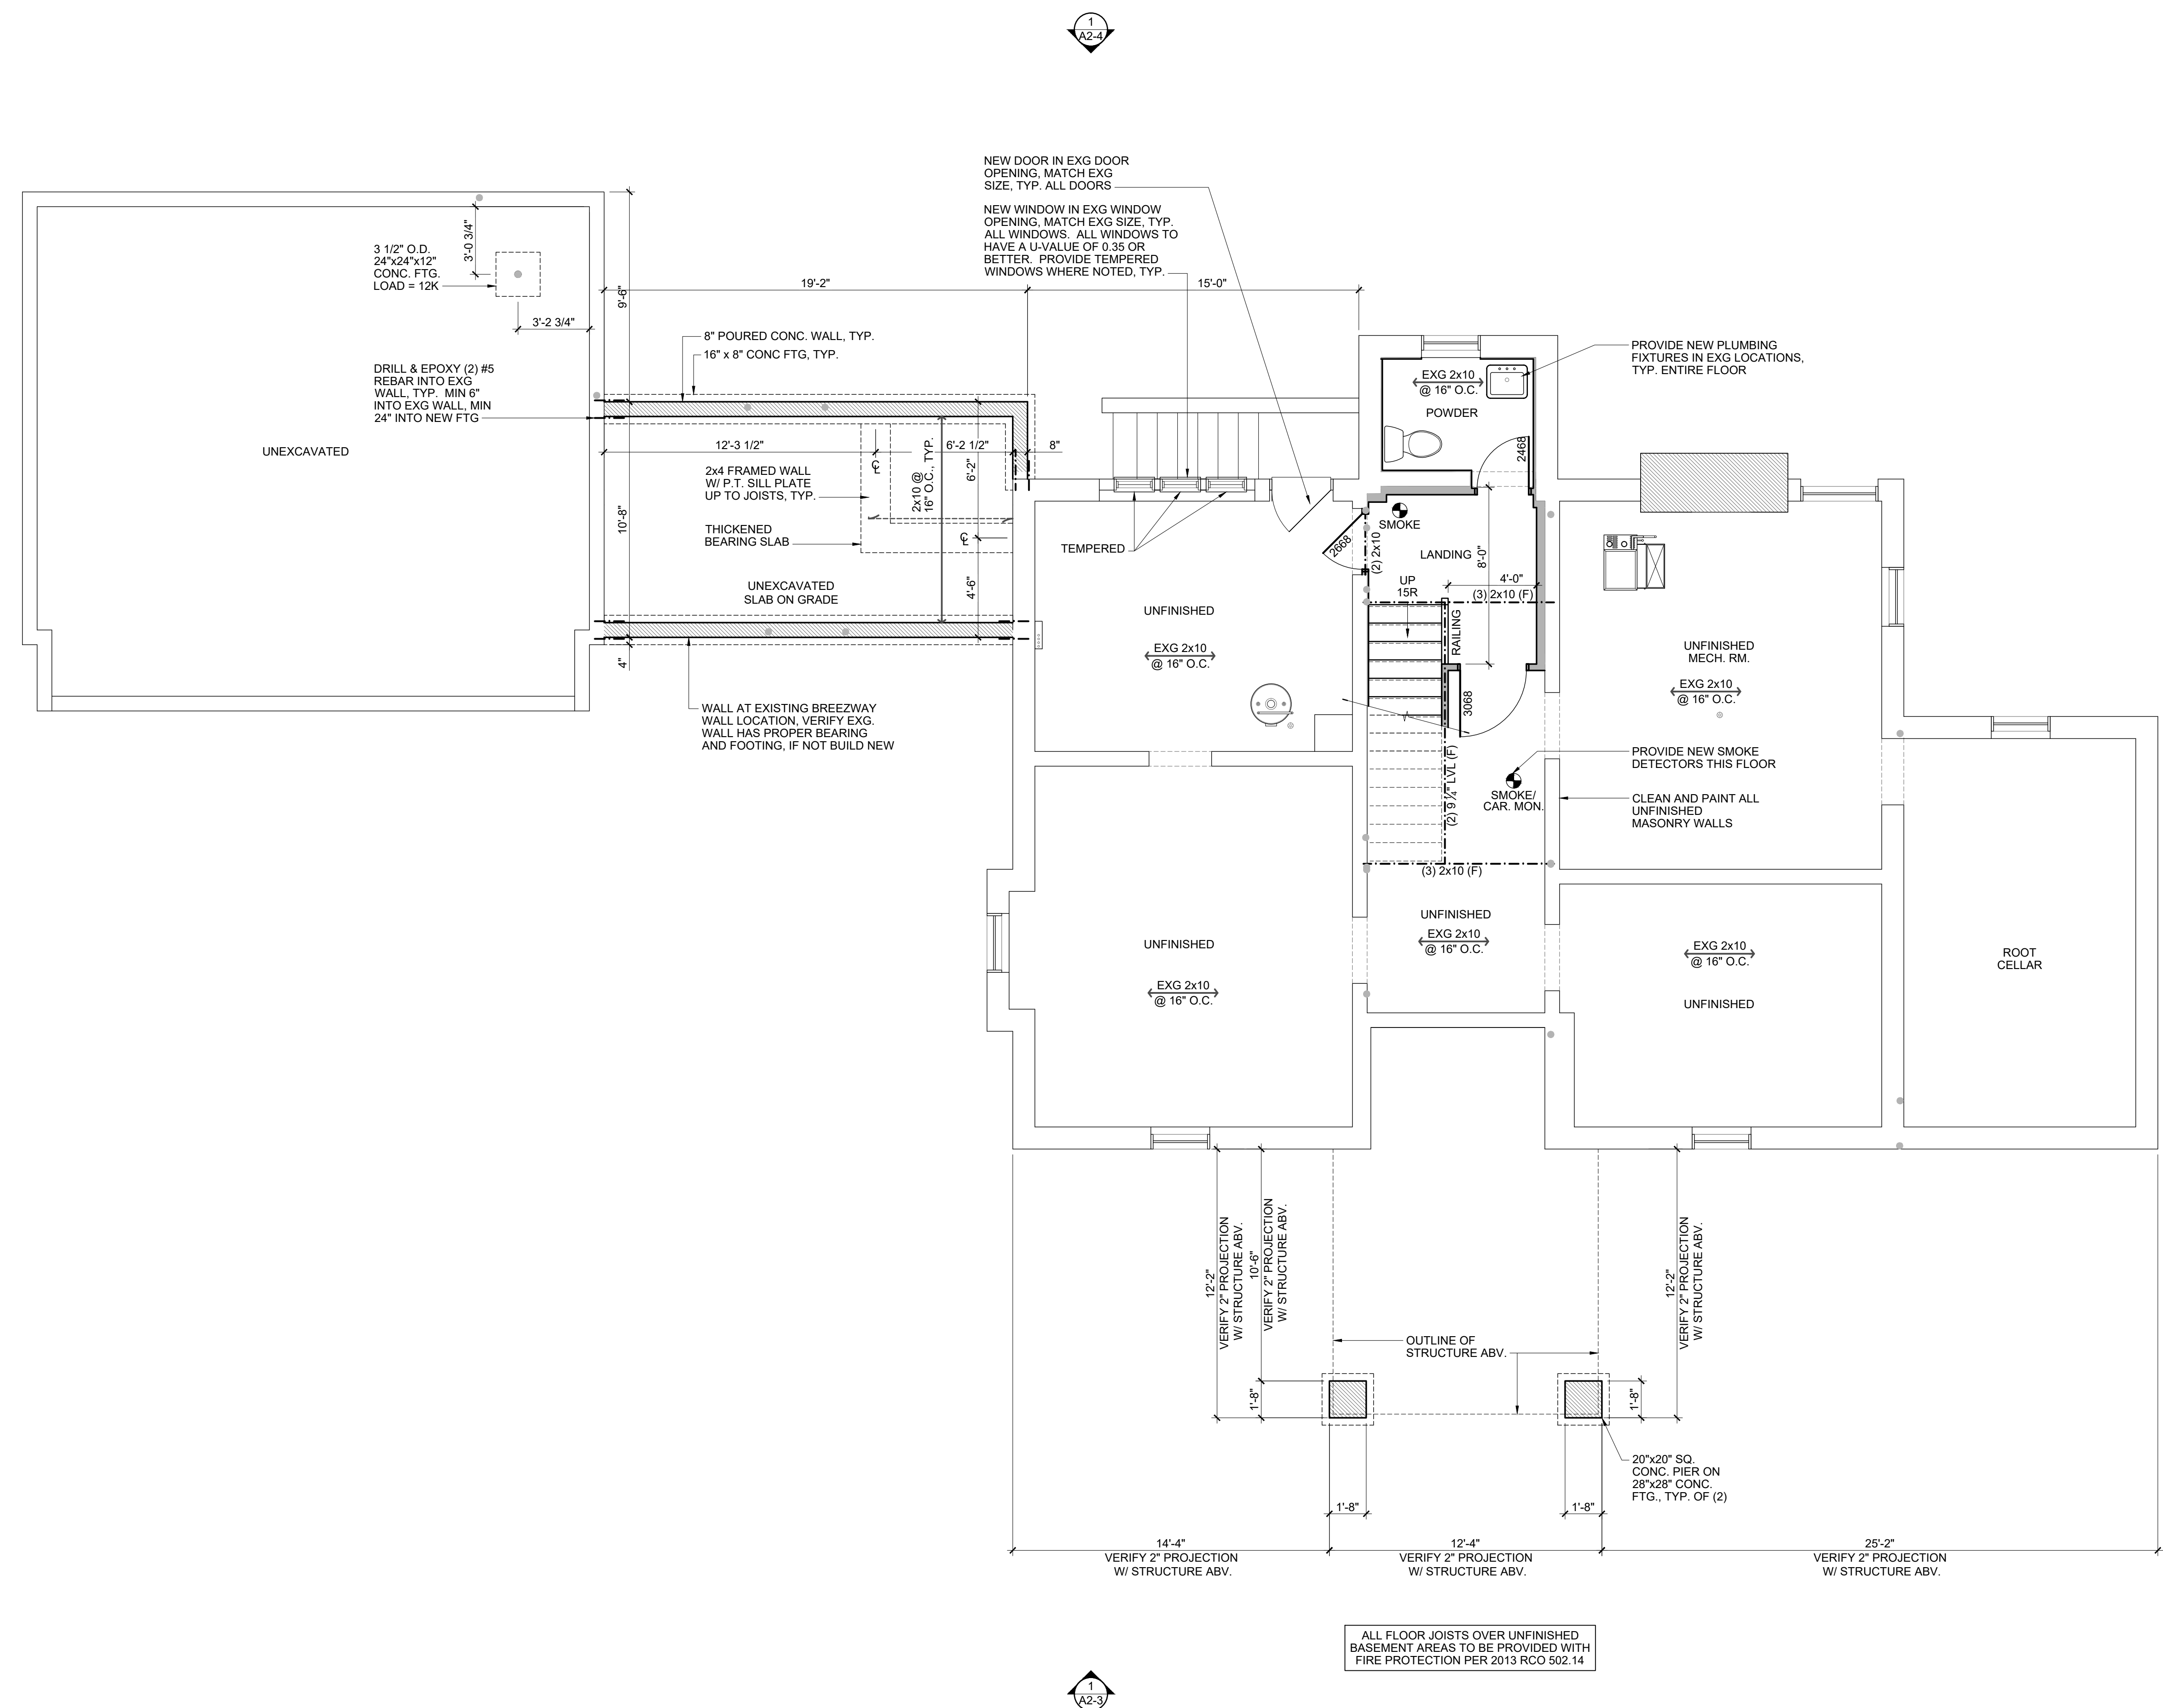 1
A2-4
NEW DOOR IN EXG DOOR
OPENING, MATCH EXG
SIZE, TYP. ALL DOORS
NEW WINDOW IN EXG WINDOW
OPENING, MATCH EXG SIZE, TYP.
ALL WINDOWS. ALL WINDOWS TO
HAVE A U-VALUE OF 0.35 OR
BETTER. PROVIDE TEMPERED
WINDOWS WHERE NOTED, TYP.
3'-0 3/4"
3 1/2" O.D.
24"x24"x12"
CONC. FTG.
LOAD = 12K
3'-2 3/4"
9'-6"
19'-2"
15'-0"
8" POURED CONC. WALL, TYP.
16" x 8" CONC FTG, TYP.
DRILL & EPOXY (2) #5
REBAR INTO EXG
WALL, TYP. MIN 6"
INTO EXG WALL, MIN
24" INTO NEW FTG
UNEXCAVATED
12'-3 1/2"
6'-2 1/2"
8"
2x4 FRAMED WALL
W/ P.T. SILL PLATE
UP TO JOISTS, TYP.
2x10 @
16" O.C., TYP.
6'-2"
10'-8"
THICKENED
BEARING SLAB
CL
CL
4'-6"
UNEXCAVATED
SLAB ON GRADE
4"
WALL AT EXISTING BREEZWAY
WALL LOCATION, VERIFY EXG.
WALL HAS PROPER BEARING
AND FOOTING, IF NOT BUILD NEW
TEMPERED
UNFINISHED
EXG 2x10
@ 16" O.C.
EXG 2x10
@ 16" O.C.
POWDER
2468
PROVIDE NEW PLUMBING
FIXTURES IN EXG LOCATIONS,
TYP. ENTIRE FLOOR
SMOKE
2668
(2) 2x10
LANDING
8'-0"
UP
15R
4'-0"
(3) 2x10 (F)
RAILING
3068
UNFINISHED
MECH. RM.
EXG 2x10
@ 16" O.C.
PROVIDE NEW SMOKE
DETECTORS THIS FLOOR
(2) 9 1/4" LVL (F)
SMOKE/
CAR. MON.
CLEAN AND PAINT ALL
UNFINISHED
MASONRY WALLS
(3) 2x10 (F)
UNFINISHED
EXG 2x10
@ 16" O.C.
UNFINISHED
EXG 2x10
@ 16" O.C.
EXG 2x10
@ 16" O.C.
UNFINISHED
ROOT
CELLAR
12'-2"
VERIFY 2" PROJECTION
W/ STRUCTURE ABV.
10'-6"
VERIFY 2" PROJECTION
W/ STRUCTURE ABV.
12'-2"
VERIFY 2" PROJECTION
W/ STRUCTURE ABV.
OUTLINE OF
STRUCTURE ABV.
1'-8"
1'-8"
20"x20" SQ.
CONC. PIER ON
28"x28" CONC.
FTG., TYP. OF (2)
1'-8"
1'-8"
14'-4"
VERIFY 2" PROJECTION
W/ STRUCTURE ABV.
12'-4"
VERIFY 2" PROJECTION
W/ STRUCTURE ABV.
25'-2"
VERIFY 2" PROJECTION
W/ STRUCTURE ABV.
ALL FLOOR JOISTS OVER UNFINISHED
BASEMENT AREAS TO BE PROVIDED WITH
FIRE PROTECTION PER 2013 RCO 502.14
1
A2-3